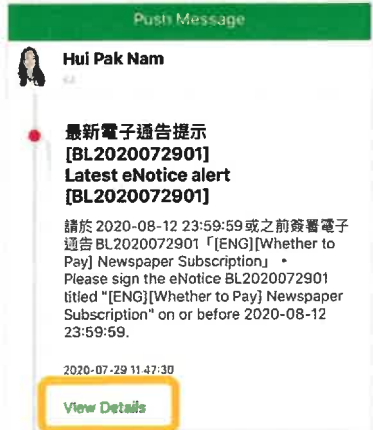 Push Message
Hui Pak Nam
最新電子通告提示
[BL2020072901]
Latest eNotice alert
[BL2020072901]
請於 2020-08-12 23:59:59 或之前簽署電子
通告 BL2020072901「[ENG][Whether to
Pay] Newspaper Subscription」。
Please sign the eNotice BL2020072901
titled "[ENG][Whether to Pay] Newspaper
Subscription" on or before 2020-08-12
23:59:59.
2020-07-29 11:47:30
View Details